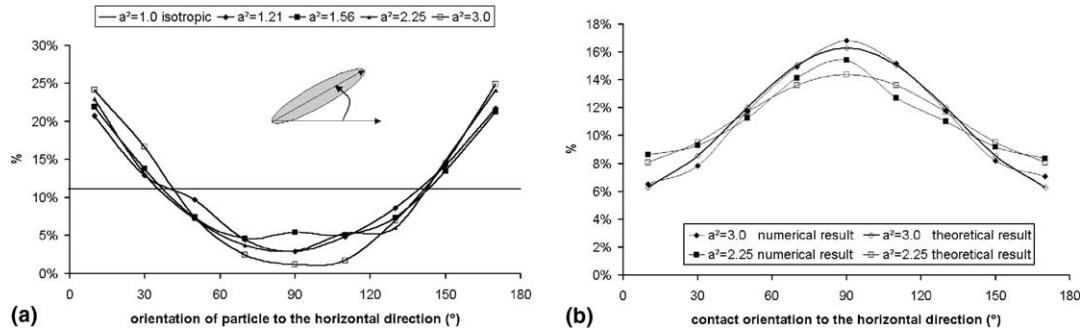 a²=1.0 isotropic a²=1.21 a²=1.56 a²=2.25 a²=3.0
30%
25%
20%
15%
10%
5%
0%
%
0 30 60 90 120 150 180
orientation of particle to the horizontal direction (º)
(a)
18%
16%
14%
12%
10%
8%
6%
4%
2%
0%
%
a²=3.0 numerical result a²=3.0 theoretical result
a²=2.25 numerical result a²=2.25 theoretical result
0 30 60 90 120 150 180
contact orientation to the horizontal direction (º)
(b)